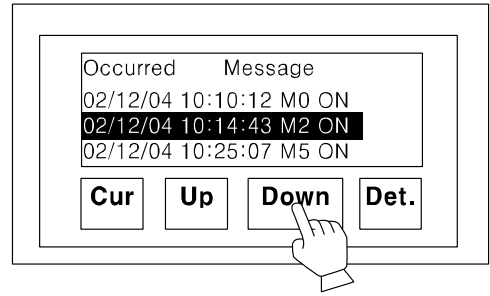 Occurred Message
02/12/04 10:10:12 M0 ON
02/12/04 10:14:43 M2 ON
02/12/04 10:25:07 M5 ON
Cur Up Down Det.